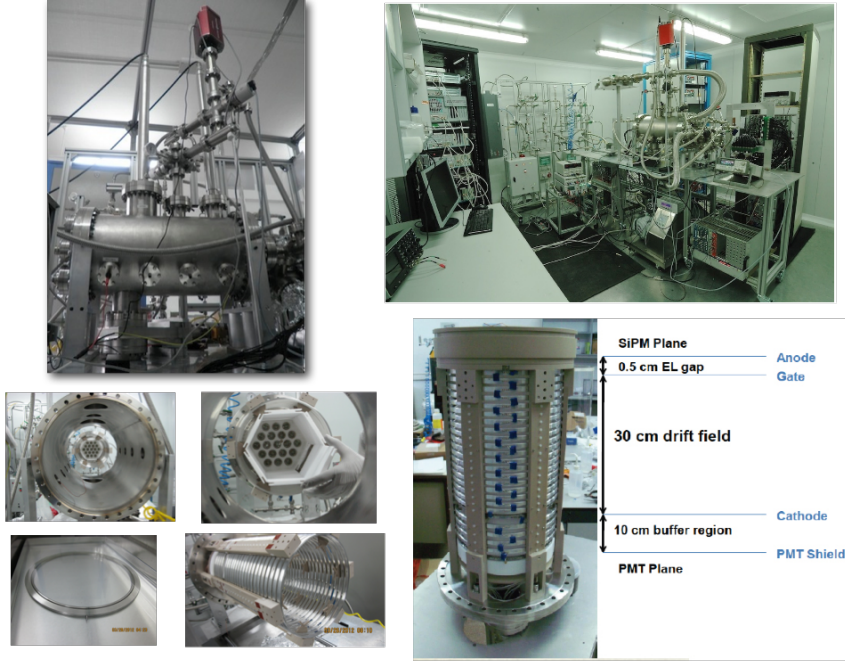 SiPM Plane
Anode
0.5 cm EL gap
Gate
30 cm drift field
Cathode
10 cm buffer region
PMT Shield
PMT Plane